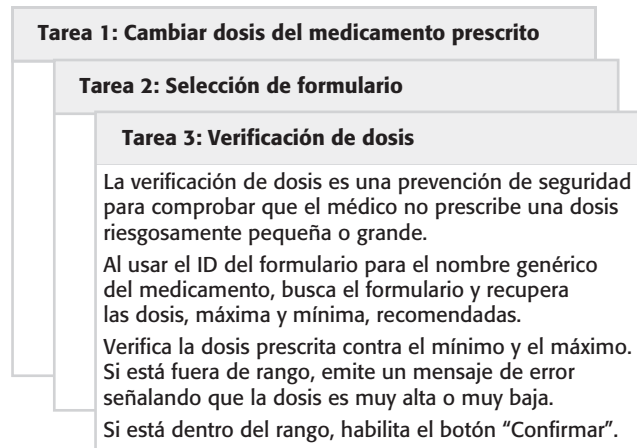 Tarea 1: Cambiar dosis del medicamento prescrito
Tarea 2: Selección de formulario
Tarea 3: Verificación de dosis
La verificación de dosis es una prevención de seguridad
para comprobar que el médico no prescribe una dosis
riesgosamente pequeña o grande.
Al usar el ID del formulario para el nombre genérico
del medicamento, busca el formulario y recupera
las dosis, máxima y mínima, recomendadas.
Verifica la dosis prescrita contra el mínimo y el máximo.
Si está fuera de rango, emite un mensaje de error
señalando que la dosis es muy alta o muy baja.
Si está dentro del rango, habilita el botón “Confirmar”.